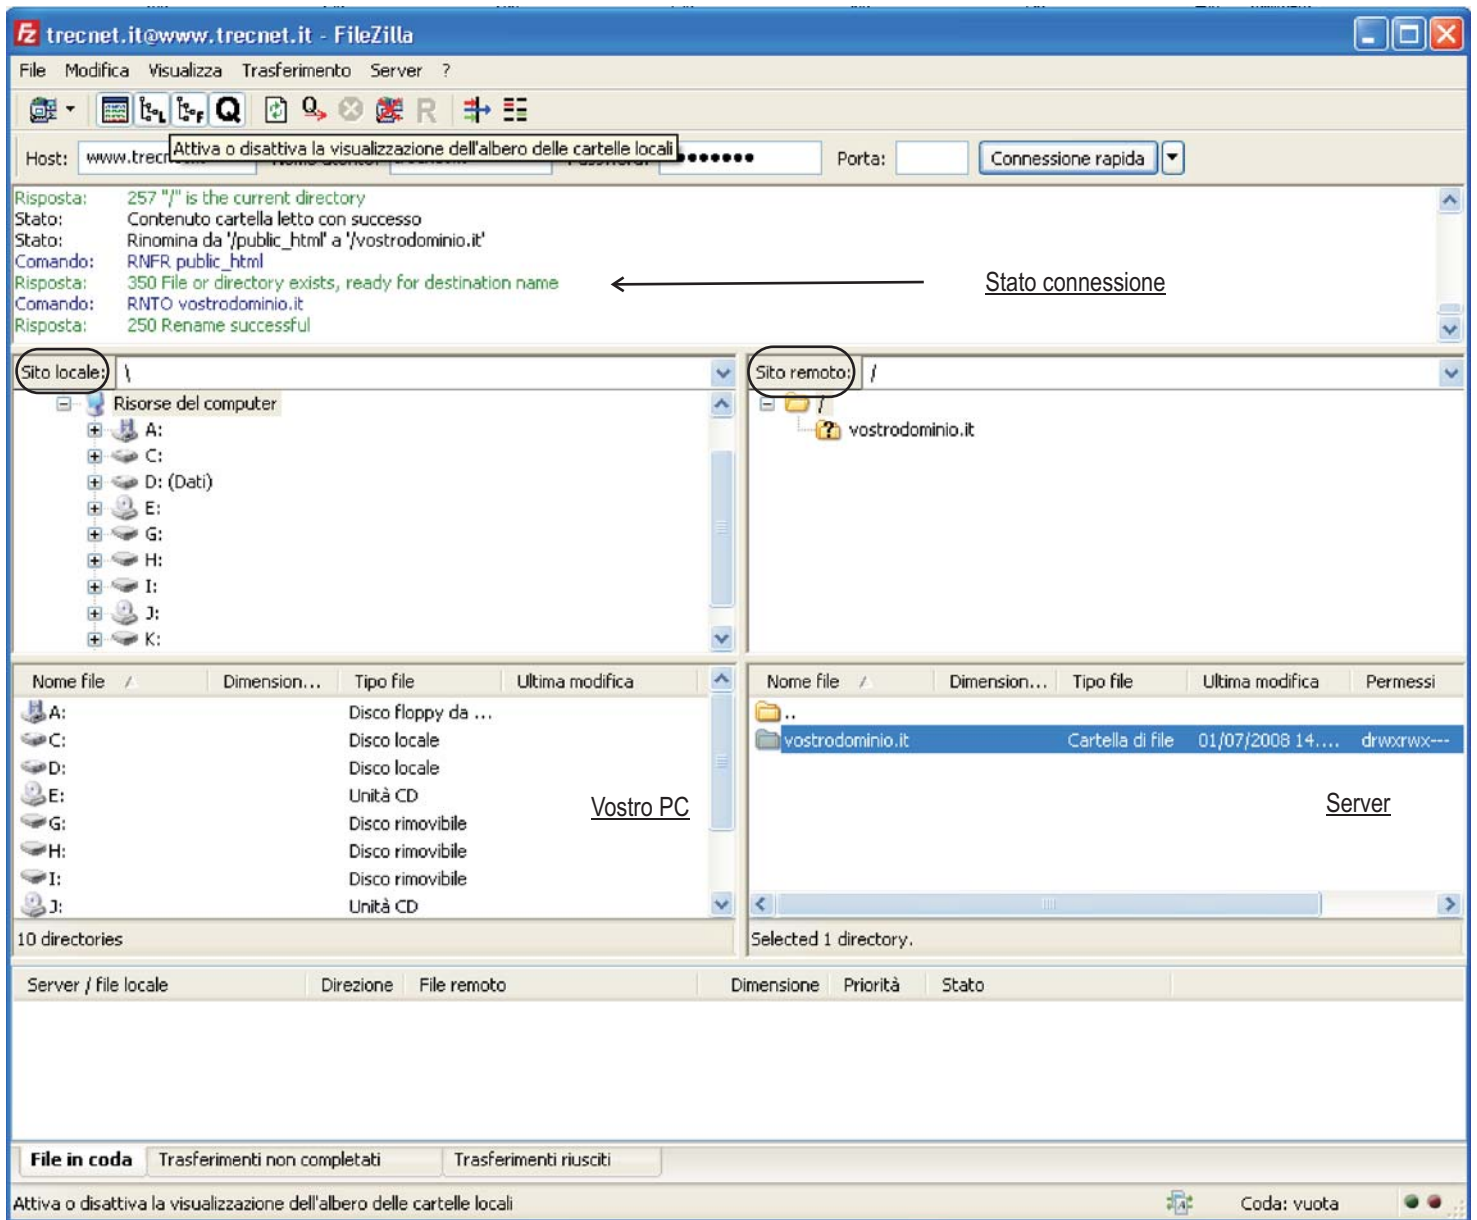 trecnet.it@www.trecnet.it - FileZilla
File Modifica Visualizza Trasferimento Server ?
Attiva o disattiva la visualizzazione dell'albero delle cartelle locali
Host: Porta: Connessione rapida
Risposta: 257 "/" is the current directory
Stato: Contenuto cartella letto con successo
Stato: Rinomina da '/public_html' a '/vostrodominio.it'
Comando: RNFR public_html
Risposta: 350 File or directory exists, ready for destination name
Stato connessione
Comando: RNTO vostrodominio.it
Risposta: 250 Rename successful
Sito locale: \
Risorse del computer
A:
C:
D: (Dati)
E:
G:
H:
I:
J:
K:
Sito remoto: /
/
vostrodominio.it
Nome file Dimension... Tipo file Ultima modifica
A: Disco floppy da ...
C: Disco locale
D: Disco locale
E: Unità CD
G: Disco rimovibile
H: Disco rimovibile
I: Disco rimovibile
J: Unità CD
Vostro PC
10 directories
Nome file Dimension... Tipo file Ultima modifica Permessi
..
vostrodominio.it Cartella di file 01/07/2008 14.... drwxrwx---
Server
Selected 1 directory.
Server / file locale Direzione File remoto Dimensione Priorità Stato
File in coda Trasferimenti non completati Trasferimenti riusciti
Attiva o disattiva la visualizzazione dell'albero delle cartelle locali Coda: vuota